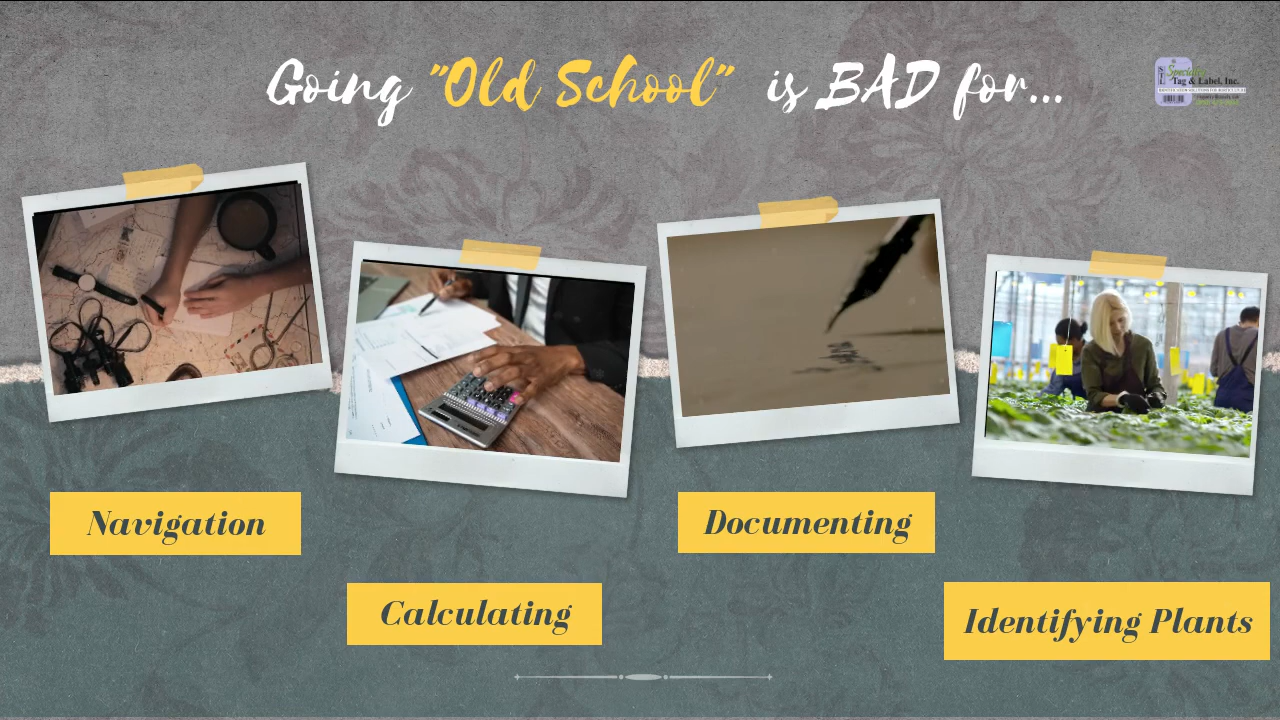 Going "Old School" is BAD for...
Specialty
Tag & Label, Inc.
Navigation
Documenting
Calculating
Identifying Plants